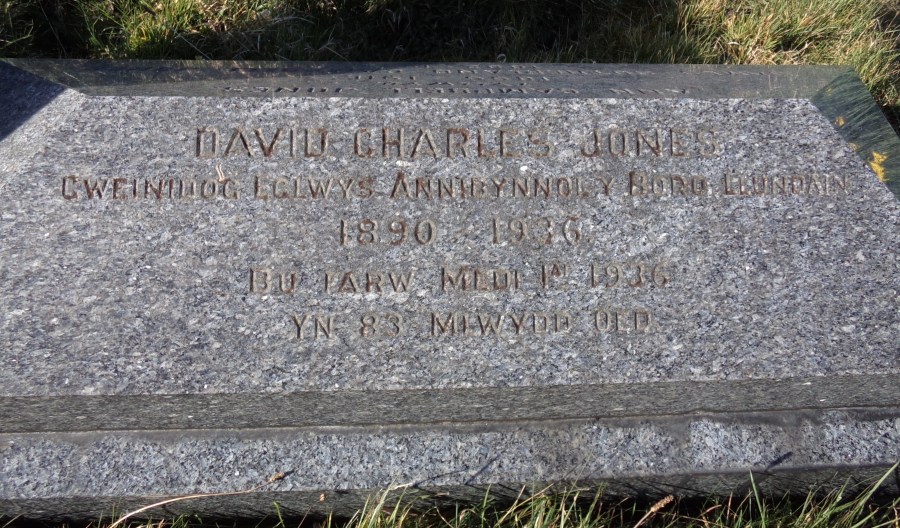 DAVID CHARLES JONES
GWEINIDOG EGLWYS ANNIBYNNOL Y BORO LLUNDAIN
1890 - 1936
BU FARW MEDI 1AF 1936
YN 83 MLWYDD OED